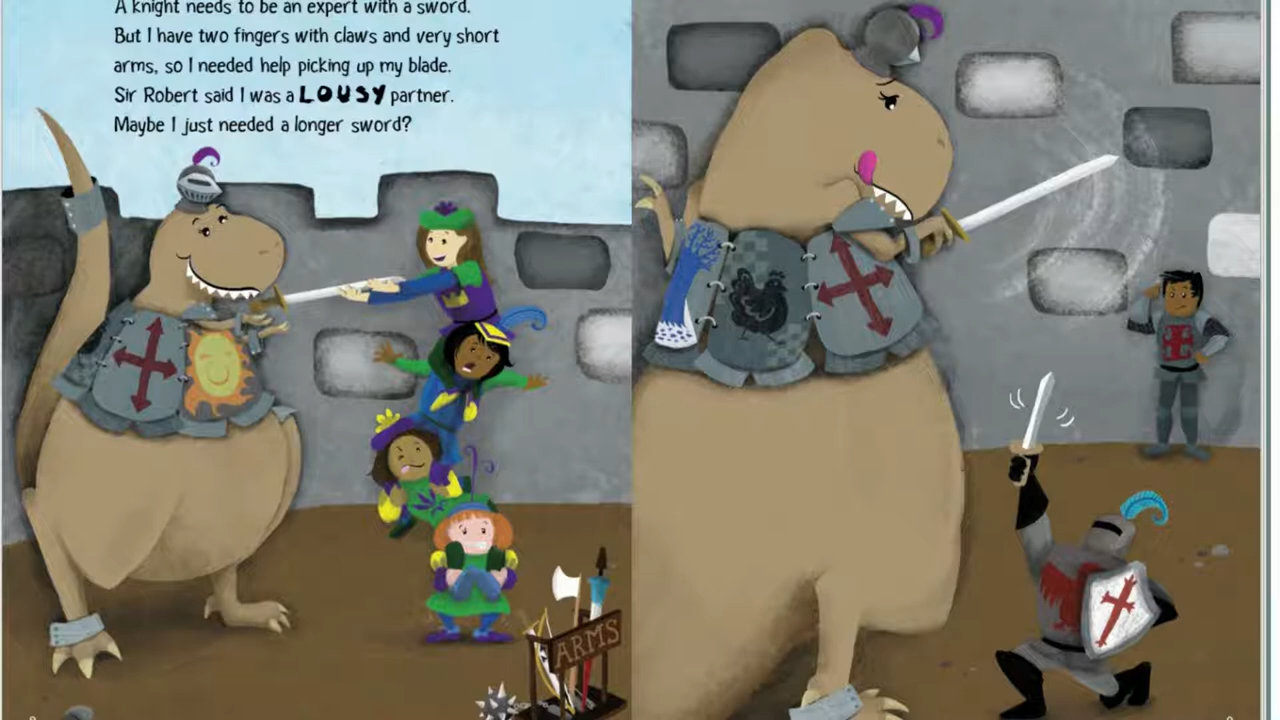 A knight needs to be an expert with a sword.
But I have two fingers with claws and very short
arms, so I needed help picking up my blade.
Sir Robert said I was a LOUSY partner.
Maybe I just needed a longer sword?
ARMS